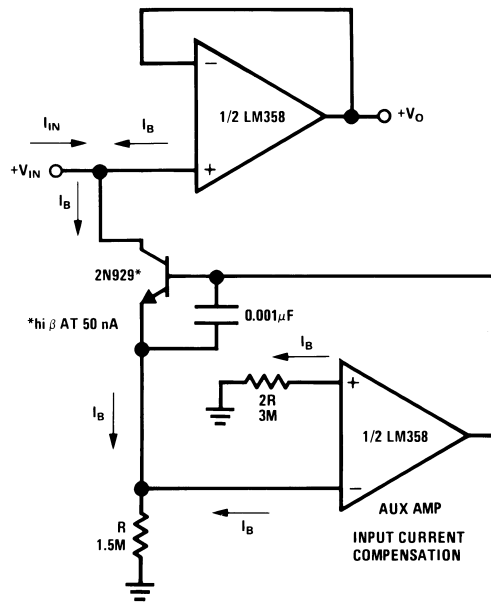 −
1/2 LM358
+VO
IIN
IB
+
+VIN
IB
2N929*
*hi β AT 50 nA
0.001μF
IB
2R
3M
+
1/2 LM358
−
IB
IB
R
1.5M
AUX AMP
INPUT CURRENT
COMPENSATION